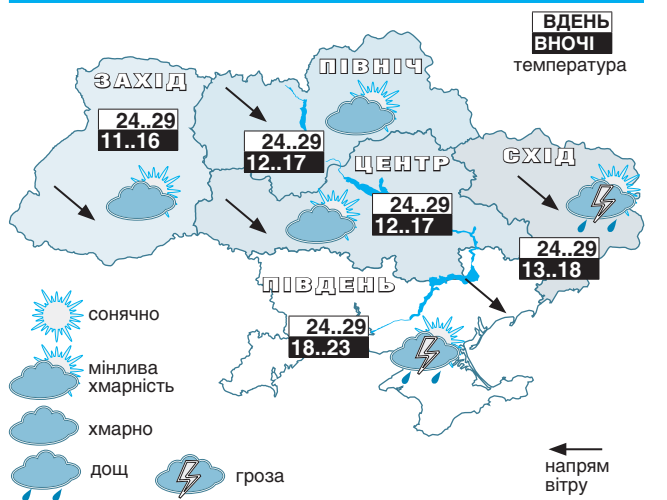 ВДЕНЬ
ВНОЧІ
температура
ПІВНІЧ
ЗАХІД
24..29
11..16
24..29
12..17
ЦЕНТР
СХІД
24..29
12..17
24..29
13..18
ПІВДЕНЬ
24..29
18..23
сонячно
мінлива
хмарність
хмарно
дощ
гроза
напрям
вітру